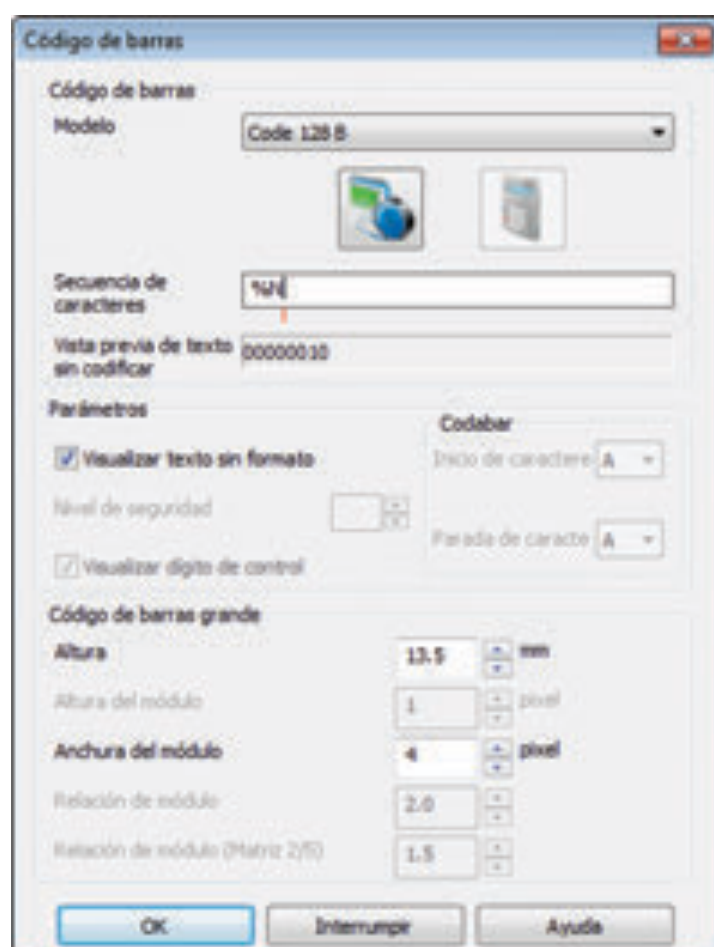 Código de barras
Código de barras
Modelo
Code 128 B
Secuencia de
caracteres
Vista previa de texto
sin codificar
00000010
Parámetros
Codabar
Visualizar texto sin formato
Inicio de caractere A
Nivel de seguridad
Parada de caracte A
Visualizar dígito de control
Código de barras grande
Altura 13.5 mm
Altura del módulo 1 pixel
Anchura del módulo 4 pixel
Relación de módulo 2.0
Relación de módulo (Matriz 2/5) 1.5
OK Interrumpir Ayuda